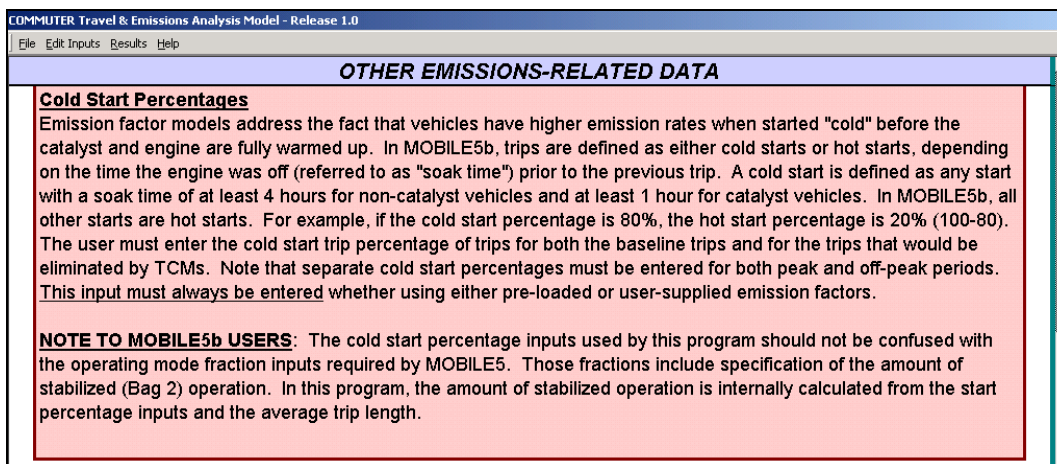 COMMUTER Travel & Emissions Analysis Model - Release 1.0
File Edit Inputs Results Help
OTHER EMISSIONS-RELATED DATA
Cold Start Percentages
Emission factor models address the fact that vehicles have higher emission rates when started "cold" before the
catalyst and engine are fully warmed up. In MOBILE5b, trips are defined as either cold starts or hot starts, depending
on the time the engine was off (referred to as "soak time") prior to the previous trip. A cold start is defined as any start
with a soak time of at least 4 hours for non-catalyst vehicles and at least 1 hour for catalyst vehicles. In MOBILE5b, all
other starts are hot starts. For example, if the cold start percentage is 80%, the hot start percentage is 20% (100-80).
The user must enter the cold start trip percentage of trips for both the baseline trips and for the trips that would be
eliminated by TCMs. Note that separate cold start percentages must be entered for both peak and off-peak periods.
This input must always be entered whether using either pre-loaded or user-supplied emission factors.
NOTE TO MOBILE5b USERS: The cold start percentage inputs used by this program should not be confused with
the operating mode fraction inputs required by MOBILE5. Those fractions include specification of the amount of
stabilized (Bag 2) operation. In this program, the amount of stabilized operation is internally calculated from the start
percentage inputs and the average trip length.